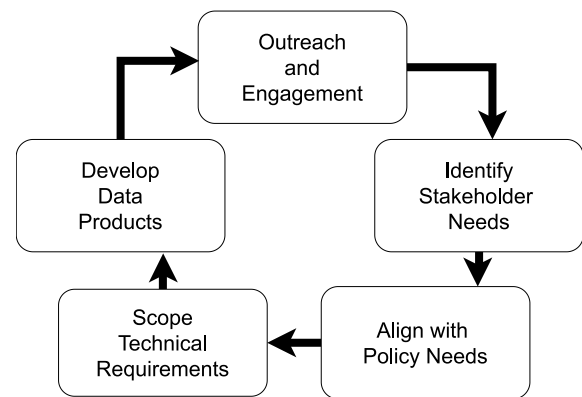 Outreach
and
Engagement
Identify
Stakeholder
Needs
Align with
Policy Needs
Scope
Technical
Requirements
Develop
Data
Products